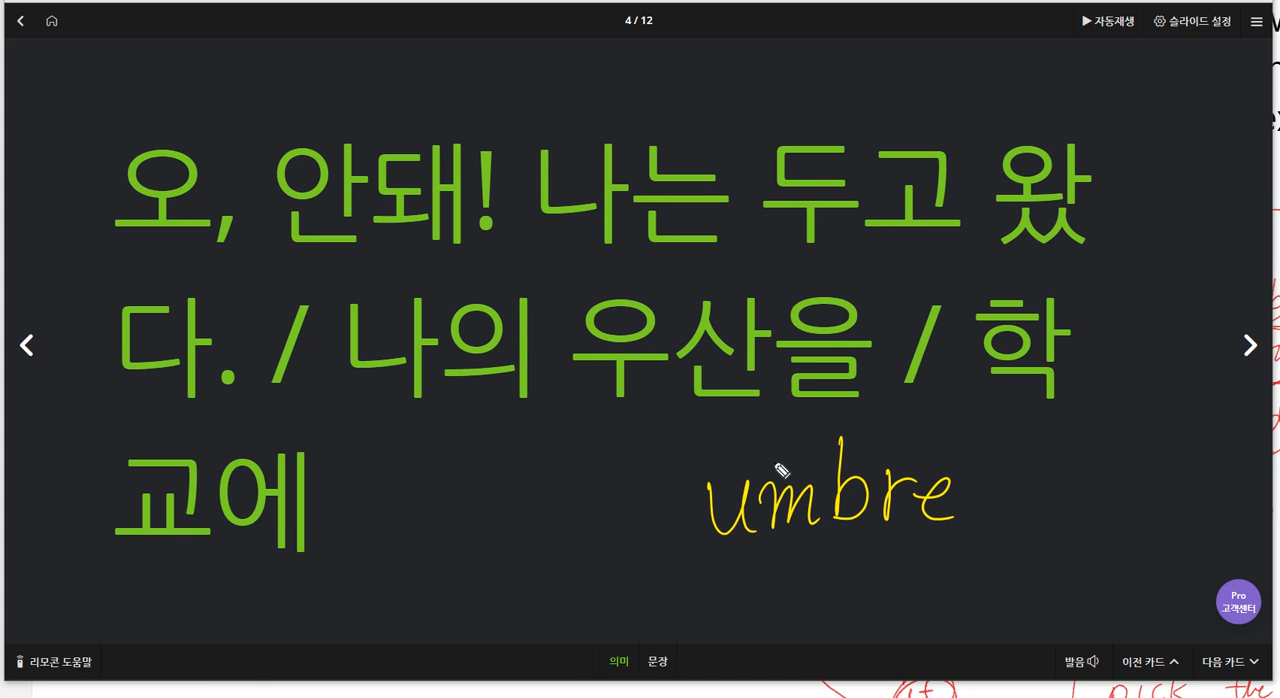 4 / 12
자동재생
슬라이드 설정
오, 안돼! 나는 두고 왔
다. / 나의 우산을 / 학
교에
umbre
Pro
고객센터
리모콘 도움말
의미
문장
발음
이전 카드
다음 카드
I pick the